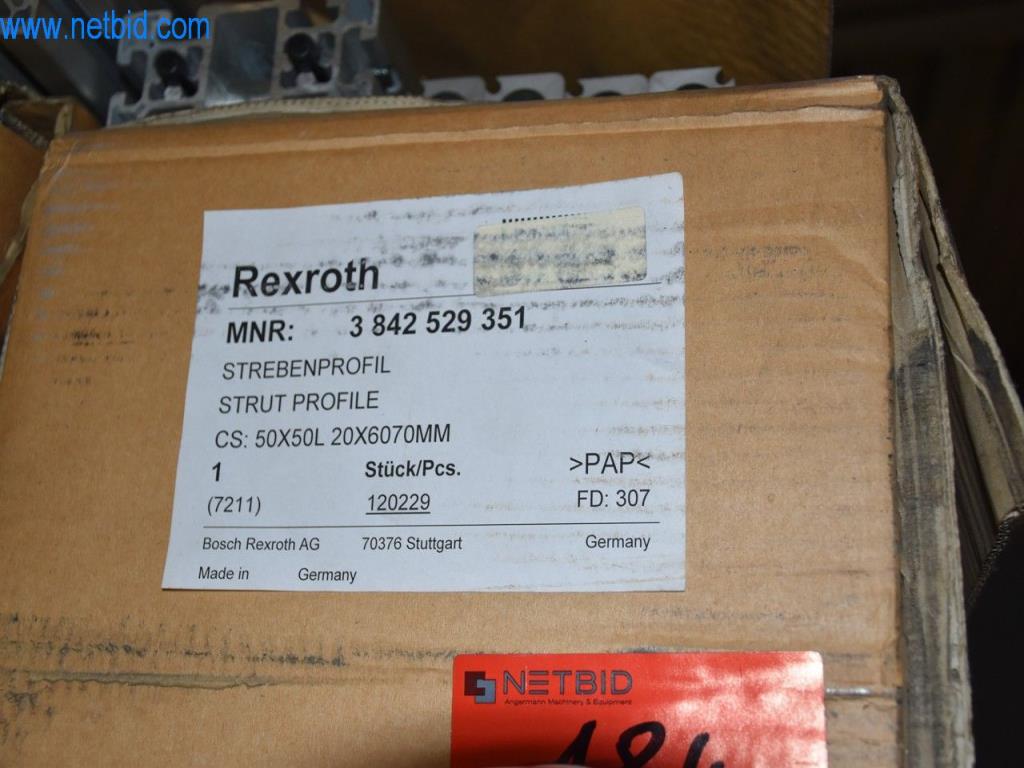 www.netbid.com
Rexroth
MNR: 3 842 529 351
STREBENPROFIL
STRUT PROFILE
CS: 50X50L 20X6070MM
1 Stück/Pcs. >PAP<
(7211) 120229 FD: 307
Bosch Rexroth AG 70376 Stuttgart Germany
Made in Germany
NETBID
Angermann Machinery & Equipment